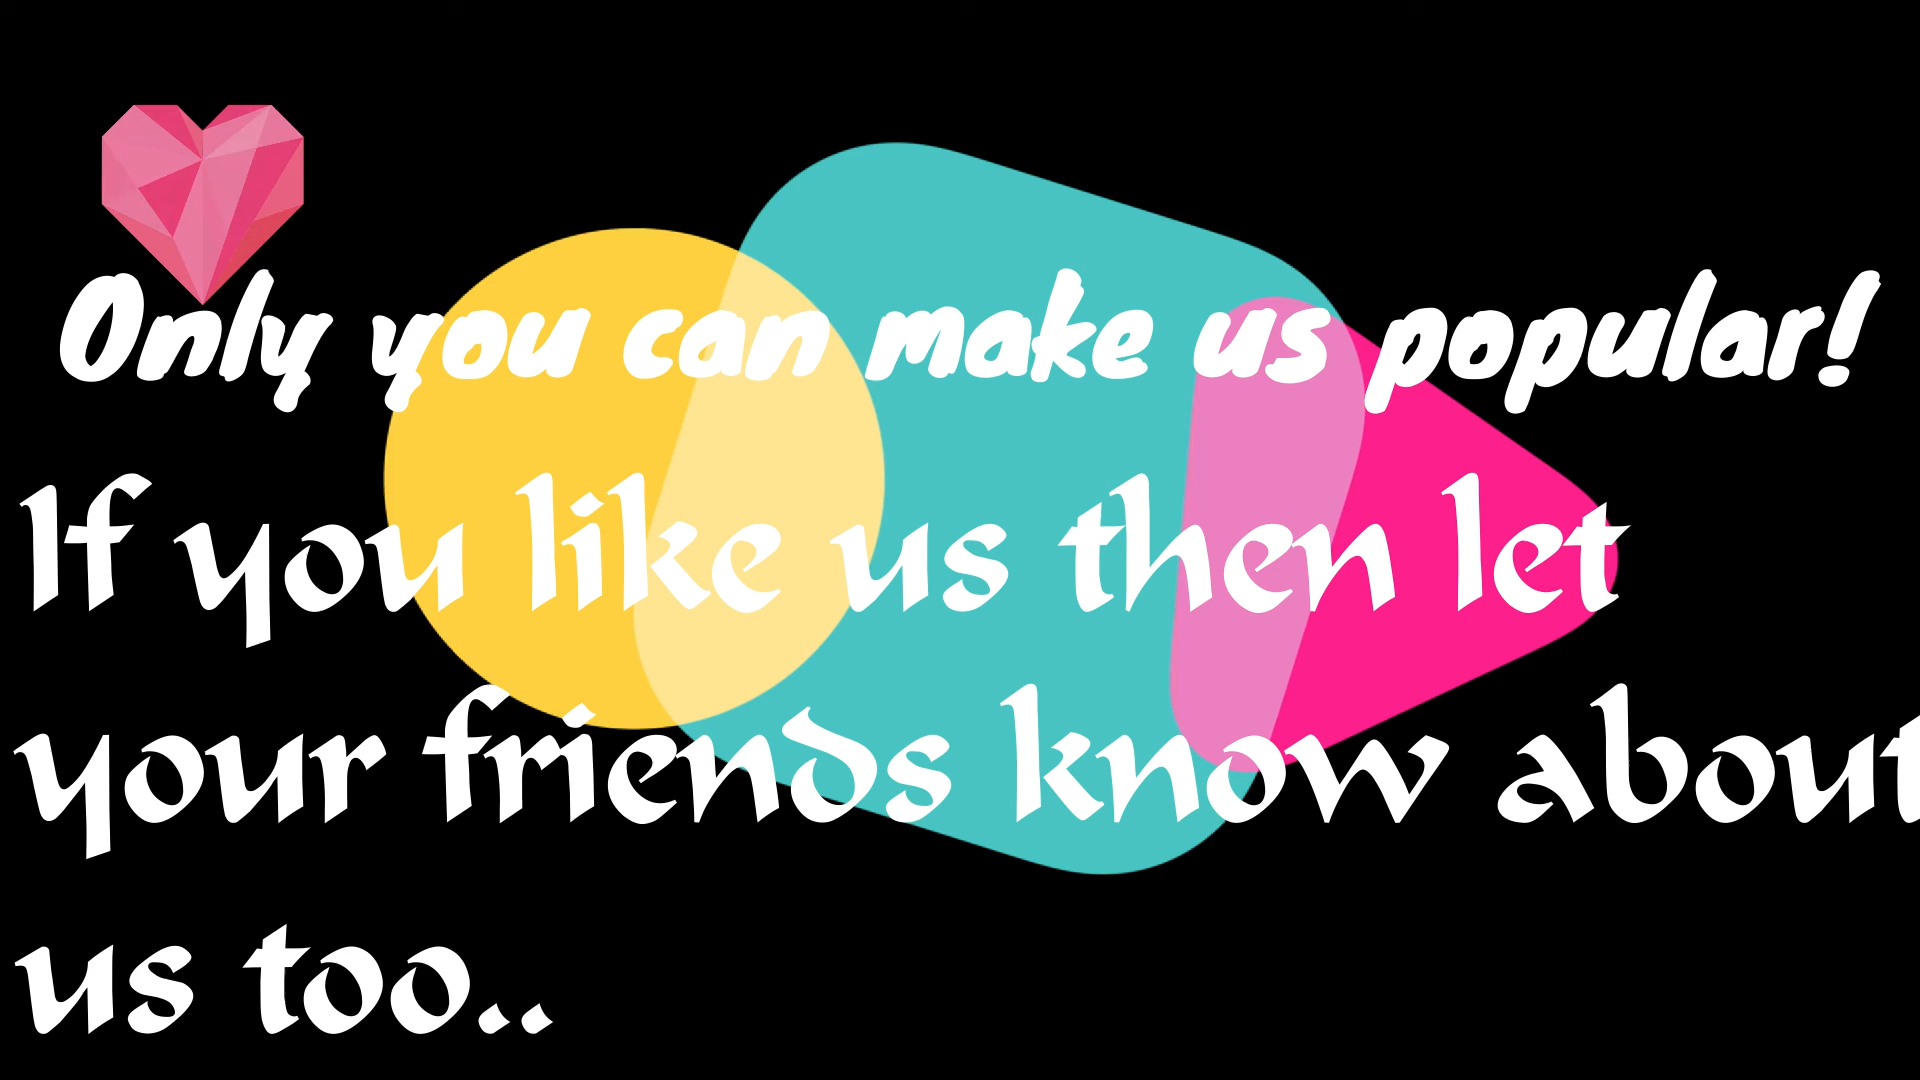 Only you can make us popular!
If you like us then let
your friends know about
us too..